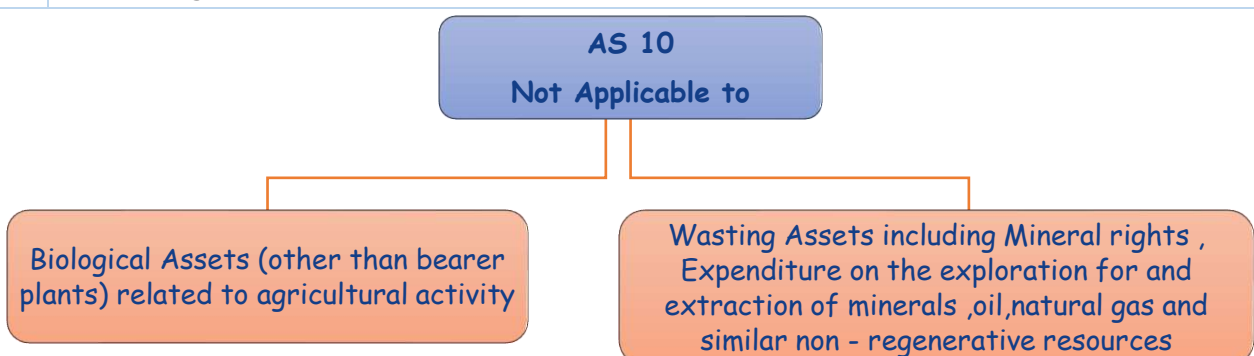 AS 10
Not Applicable to
Biological Assets (other than bearer
plants) related to agricultural activity
Wasting Assets including Mineral rights ,
Expenditure on the exploration for and
extraction of minerals ,oil,natural gas and
similar non - regenerative resources